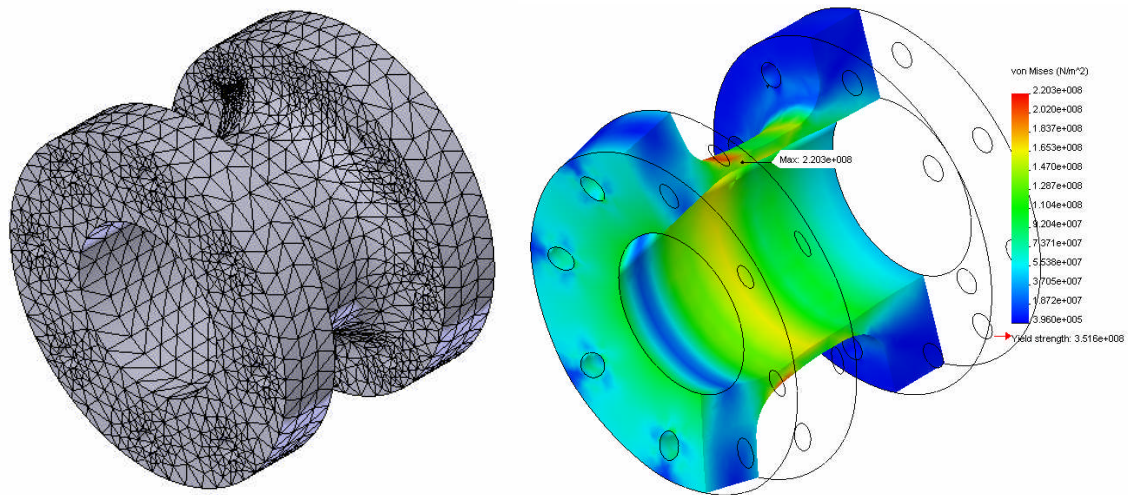 von Mises (N/m^2)
2.203e+008
2.020e+008
1.837e+008
1.653e+008
1.470e+008
1.287e+008
1.104e+008
9.204e+007
7.371e+007
5.538e+007
3.705e+007
1.872e+007
3.960e+005
Yield strength: 3.516e+008
Max: 2.203e+008